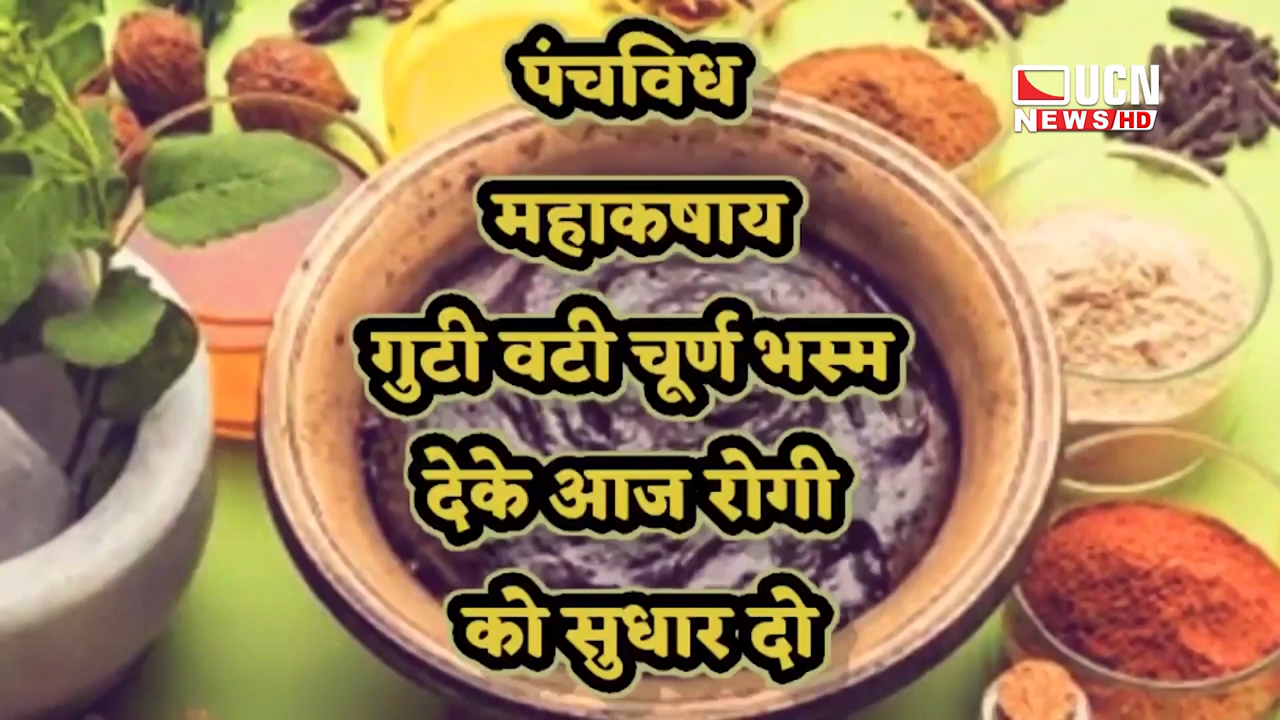 पंचविध
UCN
NEWS/HD
महाकषाय
गुटी वटी चूर्ण भस्म
देके आज रोगी
को सुधार दो